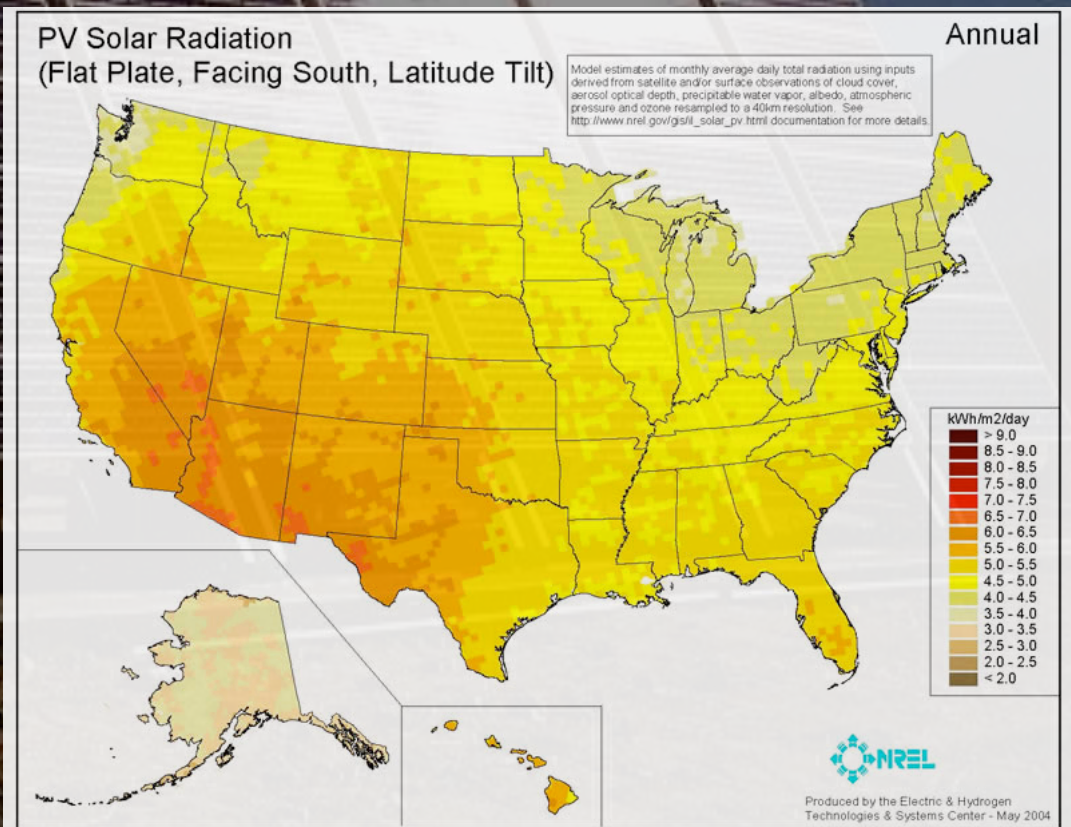 PV Solar Radiation
(Flat Plate, Facing South, Latitude Tilt)
Annual
Model estimates of monthly average daily total radiation using inputs
derived from satellite and/or surface observations of cloud cover,
aerosol optical depth, precipitable water vapor, albedo, atmospheric
pressure and ozone resampled to a 40km resolution. See
http://www.nrel.gov/gis/il_solar_pv.html documentation for more details.
kWh/m2/day
> 9.0
8.5 - 9.0
8.0 - 8.5
7.5 - 8.0
7.0 - 7.5
6.5 - 7.0
6.0 - 6.5
5.5 - 6.0
5.0 - 5.5
4.5 - 5.0
4.0 - 4.5
3.5 - 4.0
3.0 - 3.5
2.5 - 3.0
2.0 - 2.5
< 2.0
NREL
Produced by the Electric & Hydrogen
Technologies & Systems Center - May 2004